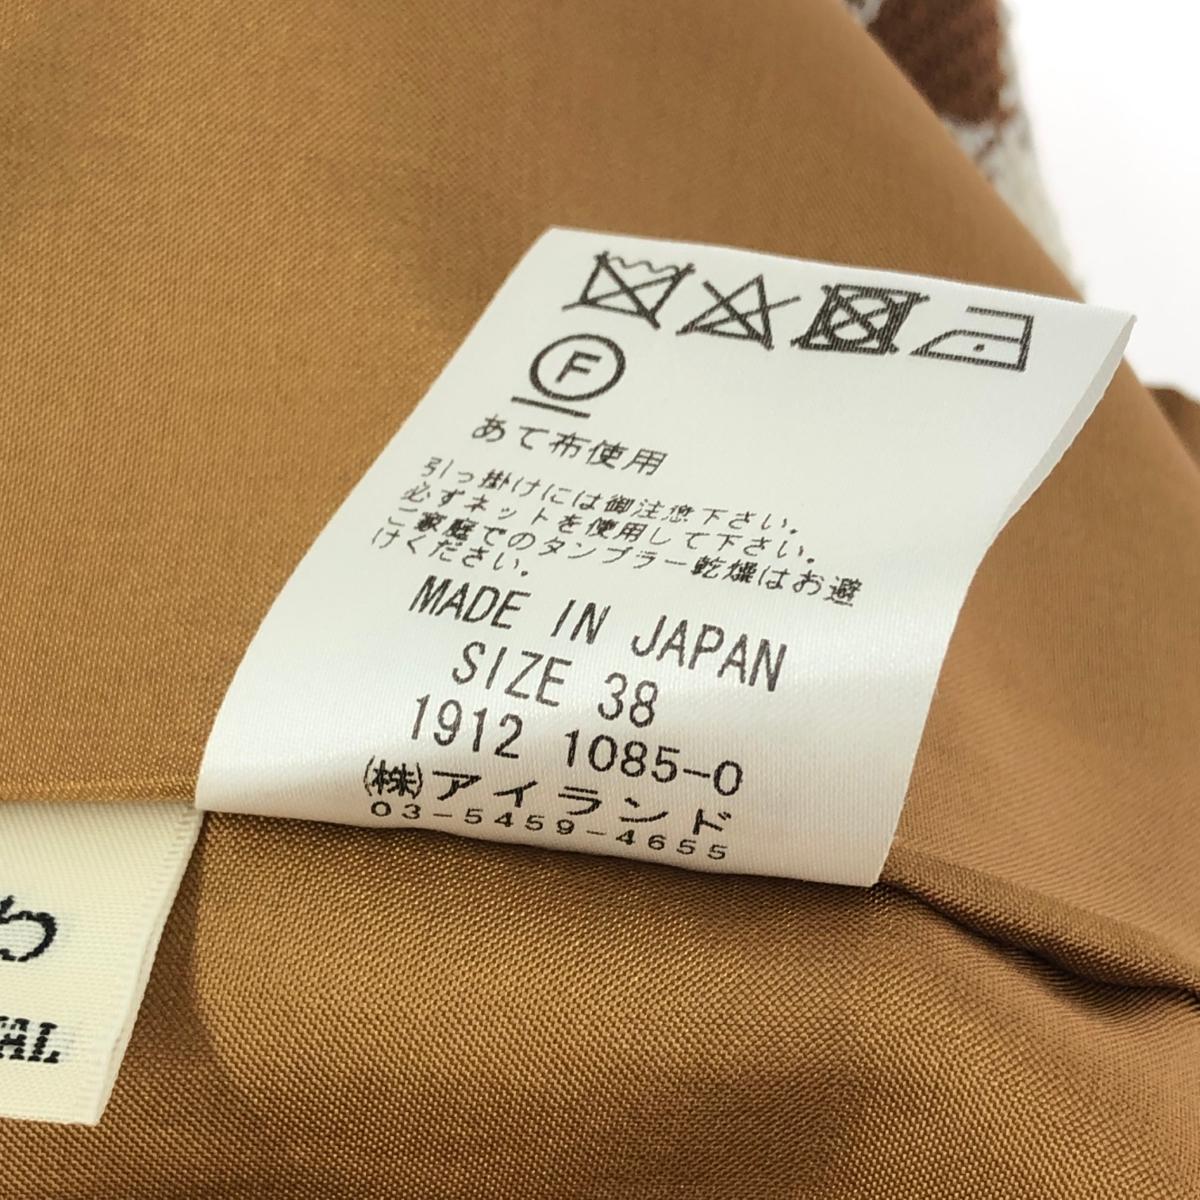 F
あて布使用
引っ掛けには御注意下さい。
必ずネットを使用して下さい。
ご家庭でのタンブラー乾燥はお避
けください。
MADE IN JAPAN
SIZE 38
1912 1085-0
㈱アイランド
03-5459-4655